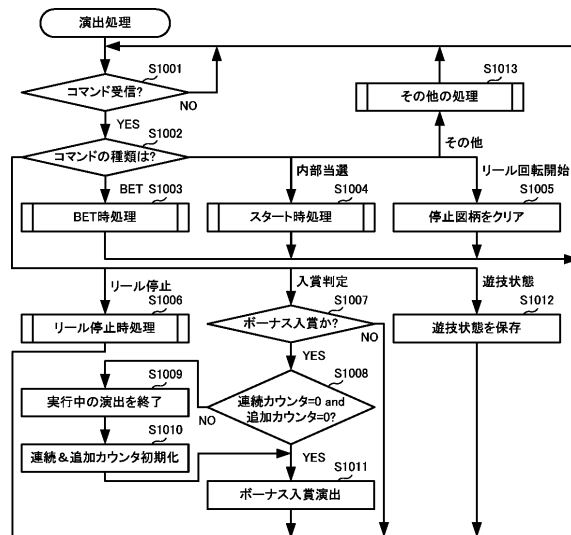 演出処理
S1001
コマンド受信?
NO
YES
S1002
コマンドの種類は?
S1013
その他の処理
その他
BET
S1003
BET時処理
内部当選
S1004
スタート時処理
リール回転開始
S1005
停止図柄をクリア
リール停止
S1006
リール停止時処理
入賞判定
S1007
ボーナス入賞か?
NO
YES
遊技状態
S1012
遊技状態を保存
S1008
連続カウンタ=0 and
追加カウンタ=0?
NO
YES
S1009
実行中の演出を終了
S1010
連続&追加カウンタ初期化
S1011
ボーナス入賞演出